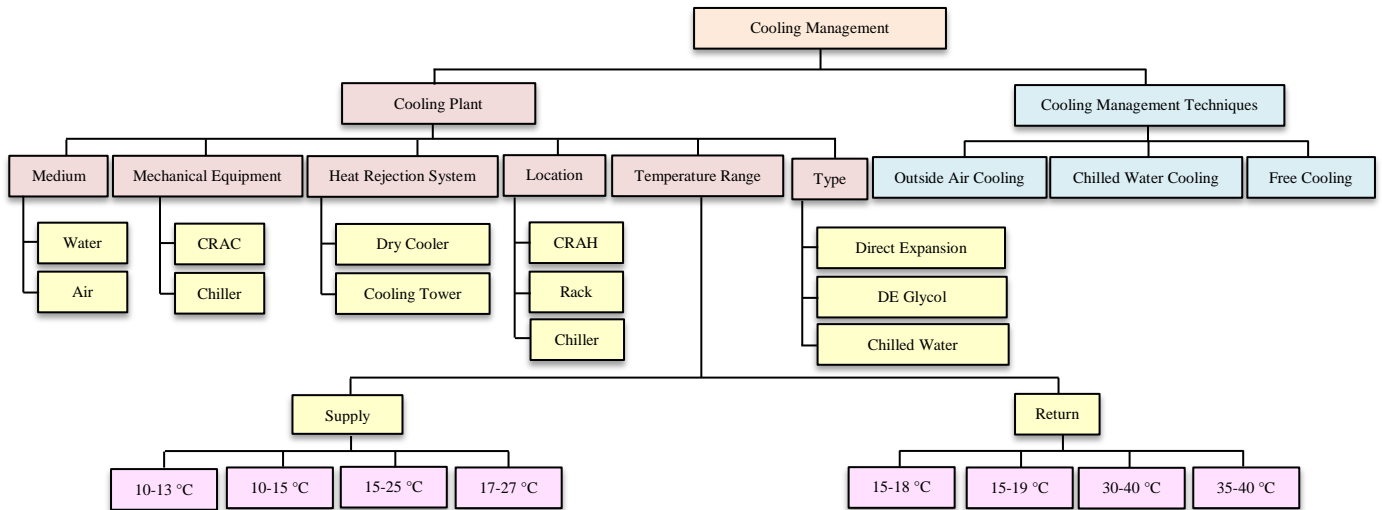 Cooling Management
Cooling Plant
Cooling Management Techniques
Medium
Mechanical Equipment
Heat Rejection System
Location
Temperature Range
Type
Outside Air Cooling
Chilled Water Cooling
Free Cooling
Water
Air
CRAC
Chiller
Dry Cooler
Cooling Tower
CRAH
Rack
Chiller
Direct Expansion
DE Glycol
Chilled Water
Supply
Return
10-13 °C
10-15 °C
15-25 °C
17-27 °C
15-18 °C
15-19 °C
30-40 °C
35-40 °C